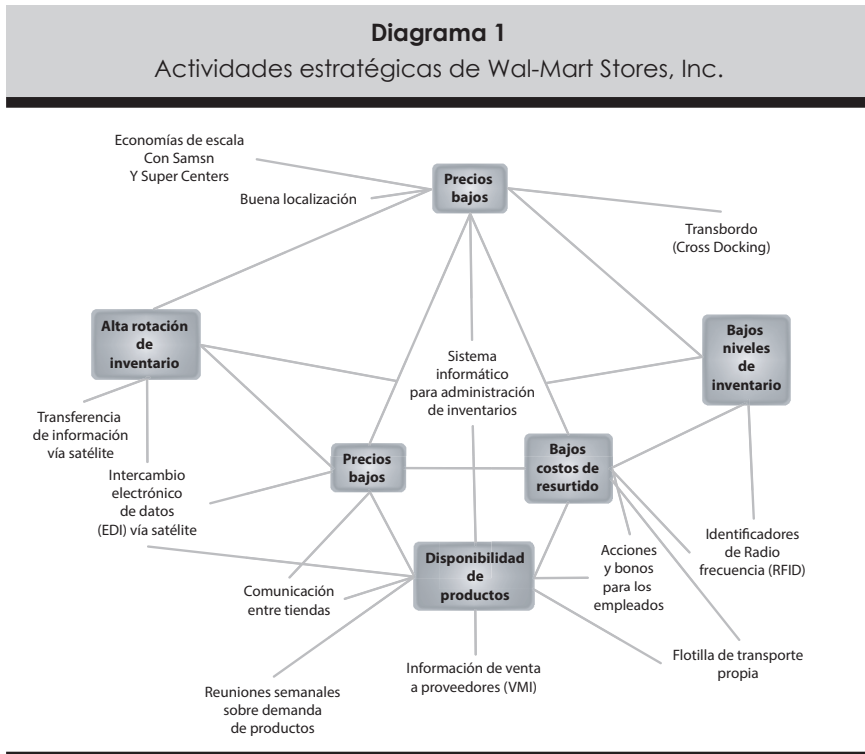 Diagrama 1
Actividades estratégicas de Wal-Mart Stores, Inc.
Economías de escala
Con Samsn
Y Super Centers
Buena localización
Precios
bajos
Transbordo
(Cross Docking)
Alta rotación
de
inventario
Sistema
informático
para administración
de inventarios
Bajos
niveles
de
inventario
Transferencia
de información
vía satélite
Intercambio
electrónico
de datos
(EDI) vía satélite
Precios
bajos
Bajos
costos de
resurtido
Identificadores
de Radio
frecuencia (RFID)
Comunicación
entre tiendas
Disponibilidad
de
productos
Acciones
y bonos
para los
empleados
Reuniones semanales
sobre demanda
de productos
Información de venta
a proveedores (VMI)
Flotilla de transporte
propia